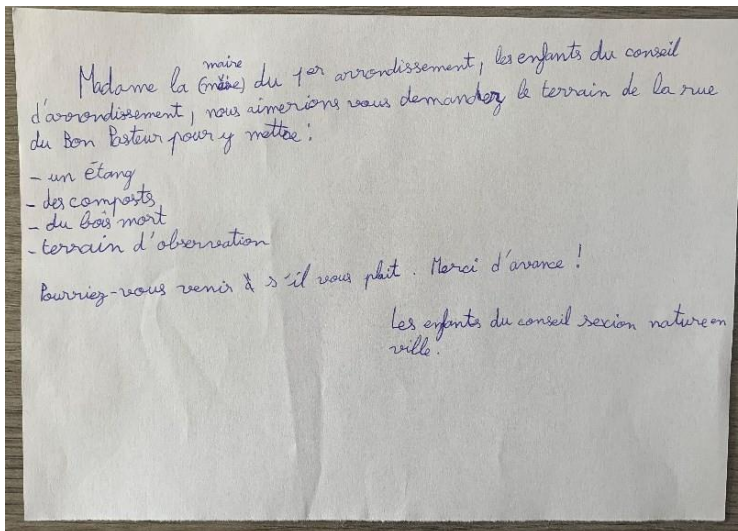 maire
Madame la (mère) du 1er arrondissement, les enfants du conseil
d'arrondissement, nous aimerions vous demander le terrain de la rue
du Bon Pasteur pour y mettre :
- un étang
- des composts
- du bois mort
- terrain d'observation
Pourriez-vous venir s'il vous plait. Merci d'avance !
Les enfants du conseil sexion nature en
ville.